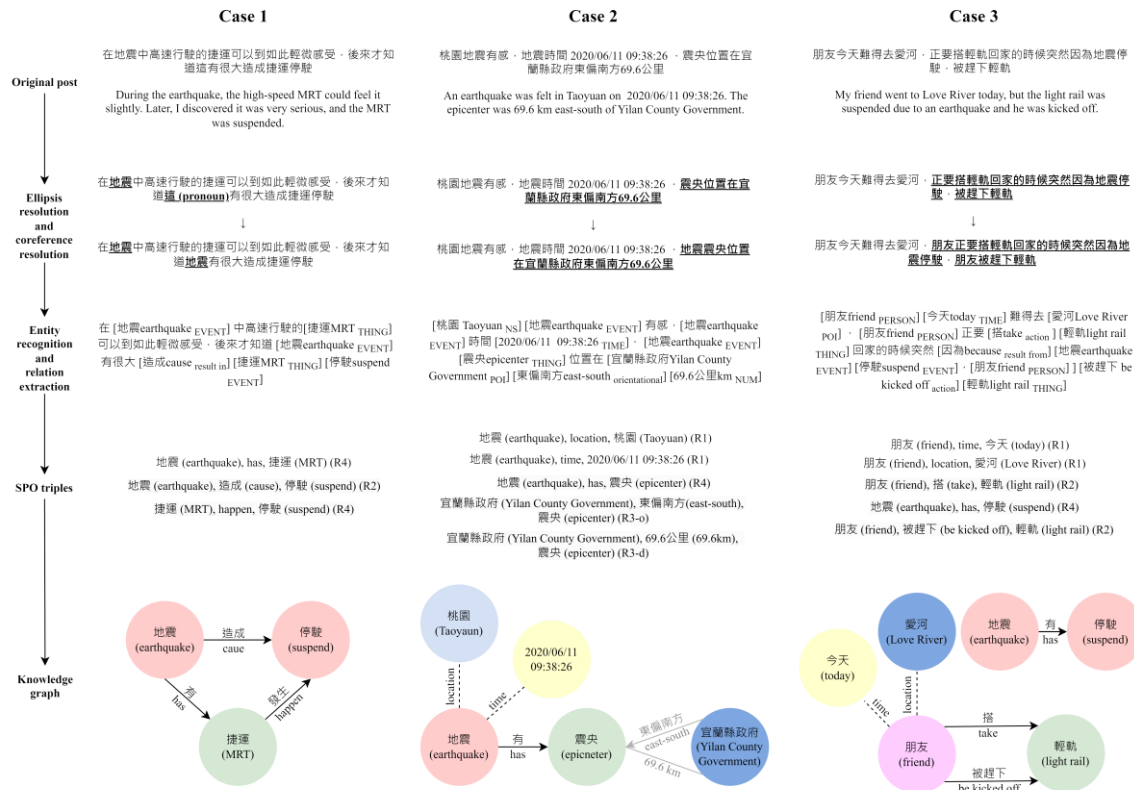 Case 1
Case 2
Case 3
Original post
在地震中高速行駛的捷運可以到如此輕微感受，後來才知
道這有很大造成捷運停駛
During the earthquake, the high-speed MRT could feel it
slightly. Later, I discovered it was very serious, and the MRT
was suspended.
桃園地震有感，地震時間 2020/06/11 09:38:26，震央位置在宜
蘭縣政府東偏南方69.6公里
An earthquake was felt in Taoyuan on 2020/06/11 09:38:26. The
epicenter was 69.6 km east-south of Yilan County Government.
朋友今天難得去愛河，正要搭輕軌回家的時候突然因為地震停
駛，被趕下輕軌
My friend went to Love River today, but the light rail was
suspended due to an earthquake and he was kicked off.
Ellipsis
resolution
and
coreference
resolution
在地震中高速行駛的捷運可以到如此輕微感受，後來才知
道這 (pronoun)有很大造成捷運停駛
↓
在地震中高速行駛的捷運可以到如此輕微感受，後來才知
道地震有很大造成捷運停駛
桃園地震有感，地震時間 2020/06/11 09:38:26，震央位置在宜
蘭縣政府東偏南方69.6公里
↓
桃園地震有感，地震時間 2020/06/11 09:38:26，地震震央位置
在宜蘭縣政府東偏南方69.6公里
朋友今天難得去愛河，正要搭輕軌回家的時候突然因為地震停
駛，被趕下輕軌
↓
朋友今天難得去愛河，朋友正要搭輕軌回家的時候突然因為地
震停駛，朋友被趕下輕軌
Entity
recognition
and relation
extraction
在 [地震earthquake EVENT] 中高速行駛的[捷運MRT THING]
可以到如此輕微感受，後來才知道 [地震earthquake EVENT]
有很大 [造成cause result in] [捷運MRT THING] [停駛suspend
EVENT]
[桃園 Taoyuan NS] [地震earthquake EVENT] 有感，[地震earthquake
EVENT] 時間 [2020/06/11 09:38:26 TIME]，[地震earthquake EVENT]
[震央epicenter THING] 位置在 [宜蘭縣政府Yilan County
Government POI] [東偏南方east-south orientational] [69.6公里km NUM]
[朋友friend PERSON] [今天today TIME] 難得去 [愛河Love River
POI]，[朋友friend PERSON] 正要 [搭take action] [輕軌light rail
THING] 回家的時候突然 [因為because result from] [地震earthquake
EVENT] [停駛suspend EVENT]，[朋友friend PERSON] ] [被趕下 be
kicked off action] [輕軌light rail THING]
SPO triples
地震 (earthquake), has, 捷運 (MRT) (R4)
地震 (earthquake), 造成 (cause), 停駛 (suspend) (R2)
捷運 (MRT), happen, 停駛 (suspend) (R4)
地震 (earthquake), location, 桃園 (Taoyuan) (R1)
地震 (earthquake), time, 2020/06/11 09:38:26 (R1)
地震 (earthquake), has, 震央 (epicenter) (R4)
宜蘭縣政府 (Yilan County Government), 東偏南方(east-south),
震央 (epicenter) (R3-o)
宜蘭縣政府 (Yilan County Government), 69.6公里 (69.6km),
震央 (epicenter) (R3-d)
朋友 (friend), time, 今天 (today) (R1)
朋友 (friend), location, 愛河 (Love River) (R1)
朋友 (friend), 搭 (take), 輕軌 (light rail) (R2)
地震 (earthquake), has, 停駛 (suspend) (R4)
朋友 (friend), 被趕下 (be kicked off), 輕軌 (light rail) (R2)
Knowledge
graph
地震
(earthquake)
造成
caue
停駛
(suspend)
有
has
發生
happen
捷運
(MRT)
桃園
(Taoyaun)
2020/06/11
09:38:26
location
time
地震
(earthquake)
有
has
震央
(epicneter)
東偏南方
east-south
69.6 km
宜蘭縣政府
(Yilan County
Government)
今天
(today)
愛河
(Love River)
地震
(earthquake)
有
has
停駛
(suspend)
time
location
朋友
(friend)
搭
take
被趕下
be kicked off
輕軌
(light rail)